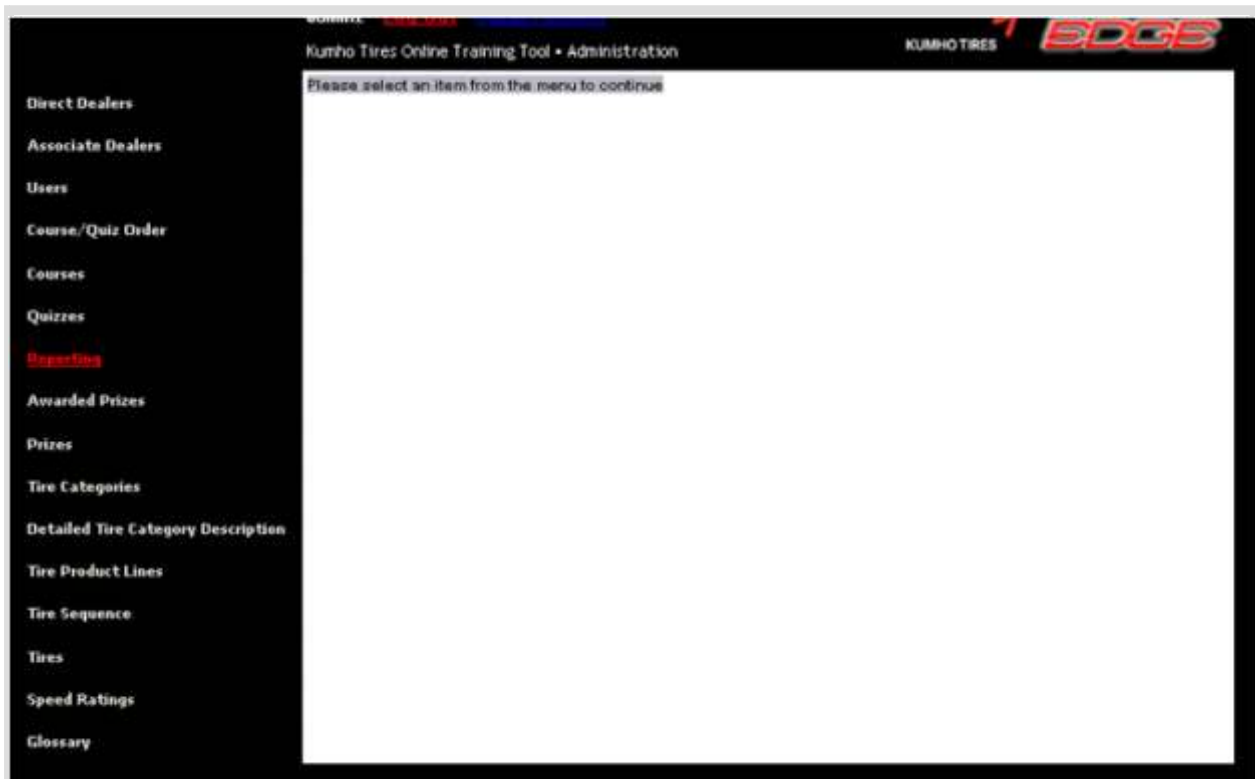 Kumho Tires Online Training Tool • Administration
KUMHO TIRES
EDGE
Please select an item from the menu to continue
Direct Dealers
Associate Dealers
Users
Course/Quiz Order
Courses
Quizzes
Reporting
Awarded Prizes
Prizes
Tire Categories
Detailed Tire Category Description
Tire Product Lines
Tire Sequence
Tires
Speed Ratings
Glossary